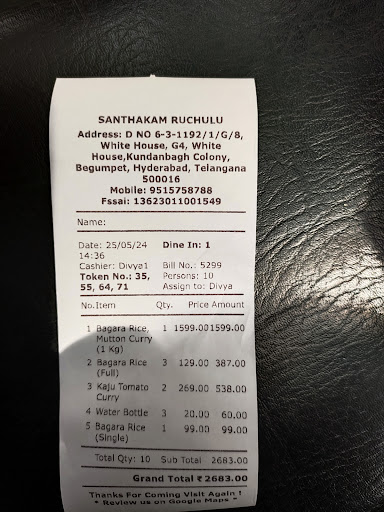 SANTHAKAM RUCHULU
Address: D NO 6-3-1192/1/G/8,
White House, G4, White
House,Kundanbagh Colony,
Begumpet, Hyderabad, Telangana
500016
Mobile: 9515758788
Fssai: 13623011001549
Name:
Date: 25/05/24 Dine In: 1
14:36
Cashier: Divya1 Bill No.: 5299
Token No.: 35, Persons: 10
55, 64, 71 Assign to: Divya
No.Item Qty. Price Amount
1 Bagara Rice, 1 1599.00 1599.00
Mutton Curry
(1 Kg)
2 Bagara Rice 3 129.00 387.00
(Full)
3 Kaju Tomato 2 269.00 538.00
Curry
4 Water Bottle 3 20.00 60.00
5 Bagara Rice 1 99.00 99.00
(Single)
Total Qty: 10 Sub Total 2683.00
Grand Total ₹ 2683.00
Thanks For Coming Visit Again !
* Review us on Google Maps *